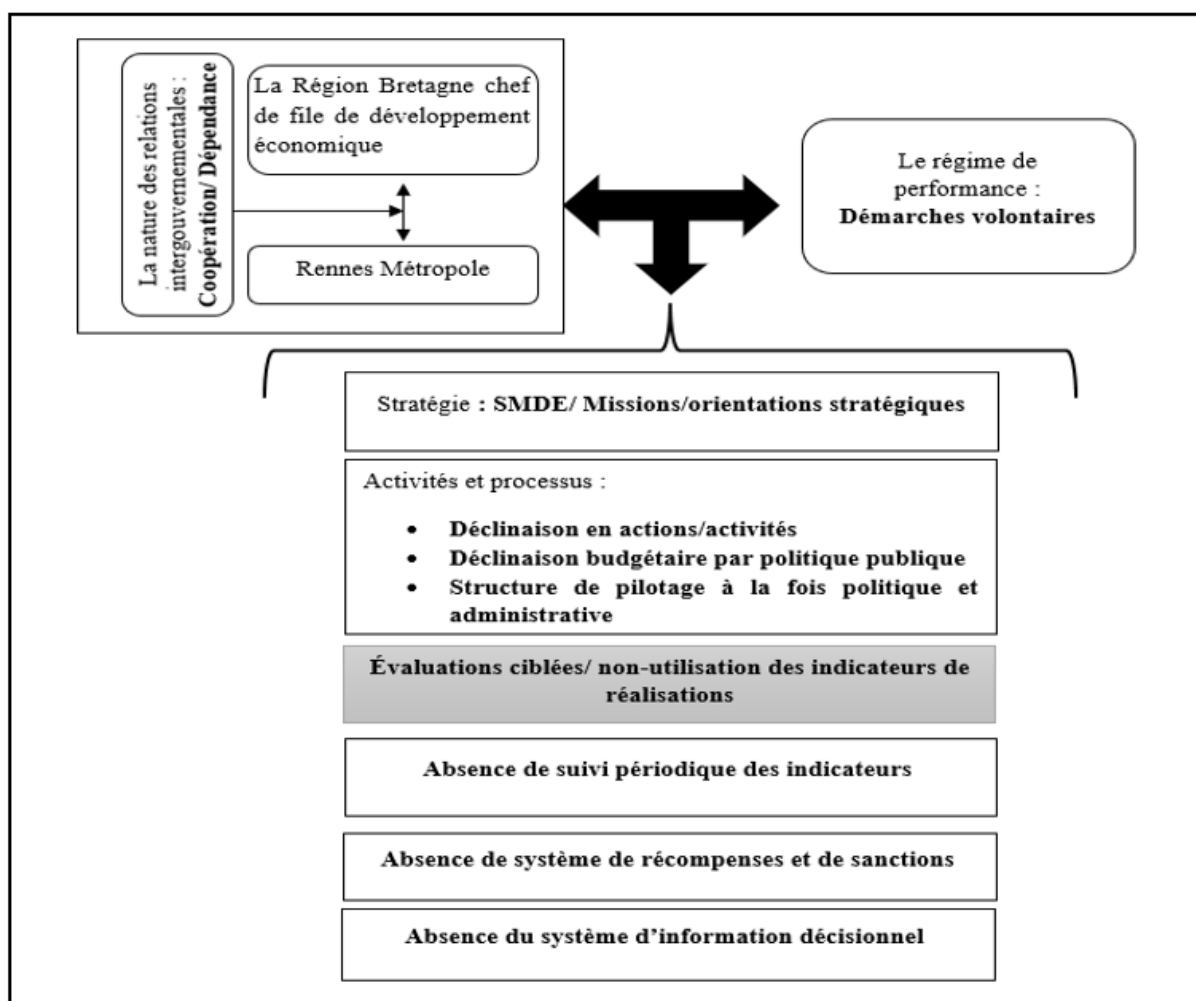 La nature des relations
intergouvernementales :
Coopération/ Dépendance
La Région Bretagne chef
de file de développement
économique
Rennes Métropole
Le régime de
performance :
Démarches volontaires
Stratégie : SMDE/ Missions/orientations stratégiques
Activités et processus :
• Déclinaison en actions/activités
• Déclinaison budgétaire par politique publique
• Structure de pilotage à la fois politique et
administrative
Évaluations ciblées/ non-utilisation des indicateurs de
réalisations
Absence de suivi périodique des indicateurs
Absence de système de récompenses et de sanctions
Absence du système d’information décisionnel